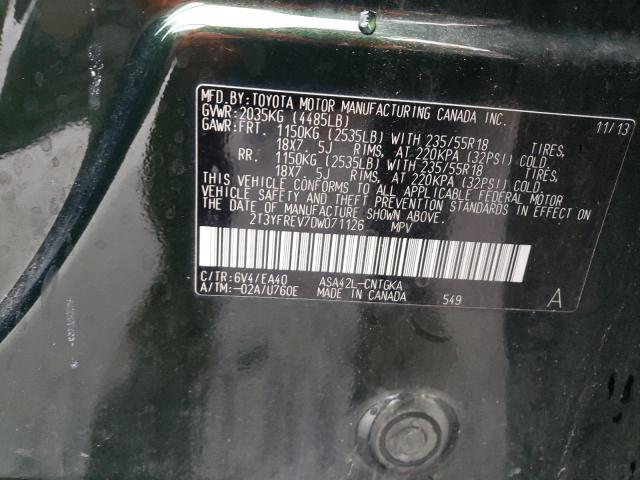 MFD.BY:TOYOTA MOTOR MANUFACTURING CANADA INC.
GVWR:2035KG (4485LB) 11/13
GAWR:FRT. 1150KG (2535LB) WITH 235/55R18 TIRES,
18X7. 5J RIMS, AT 220KPA (32PSI) COLD.
RR. 1150KG (2535LB) WITH 235/55R18 TIRES,
18X7. 5J RIMS, AT 220KPA (32PSI) COLD.
THIS VEHICLE CONFORMS TO ALL APPLICABLE FEDERAL MOTOR
VEHICLE SAFETY AND THEFT PREVENTION STANDARDS IN EFFECT ON
THE DATE OF MANUFACTURE SHOWN ABOVE.
2T3YFREV7DW071126 MPV
C/TR:6V4/EA40 ASA42L-CNTGKA
A/TM:-02A/U760E MADE IN CANADA 549 A